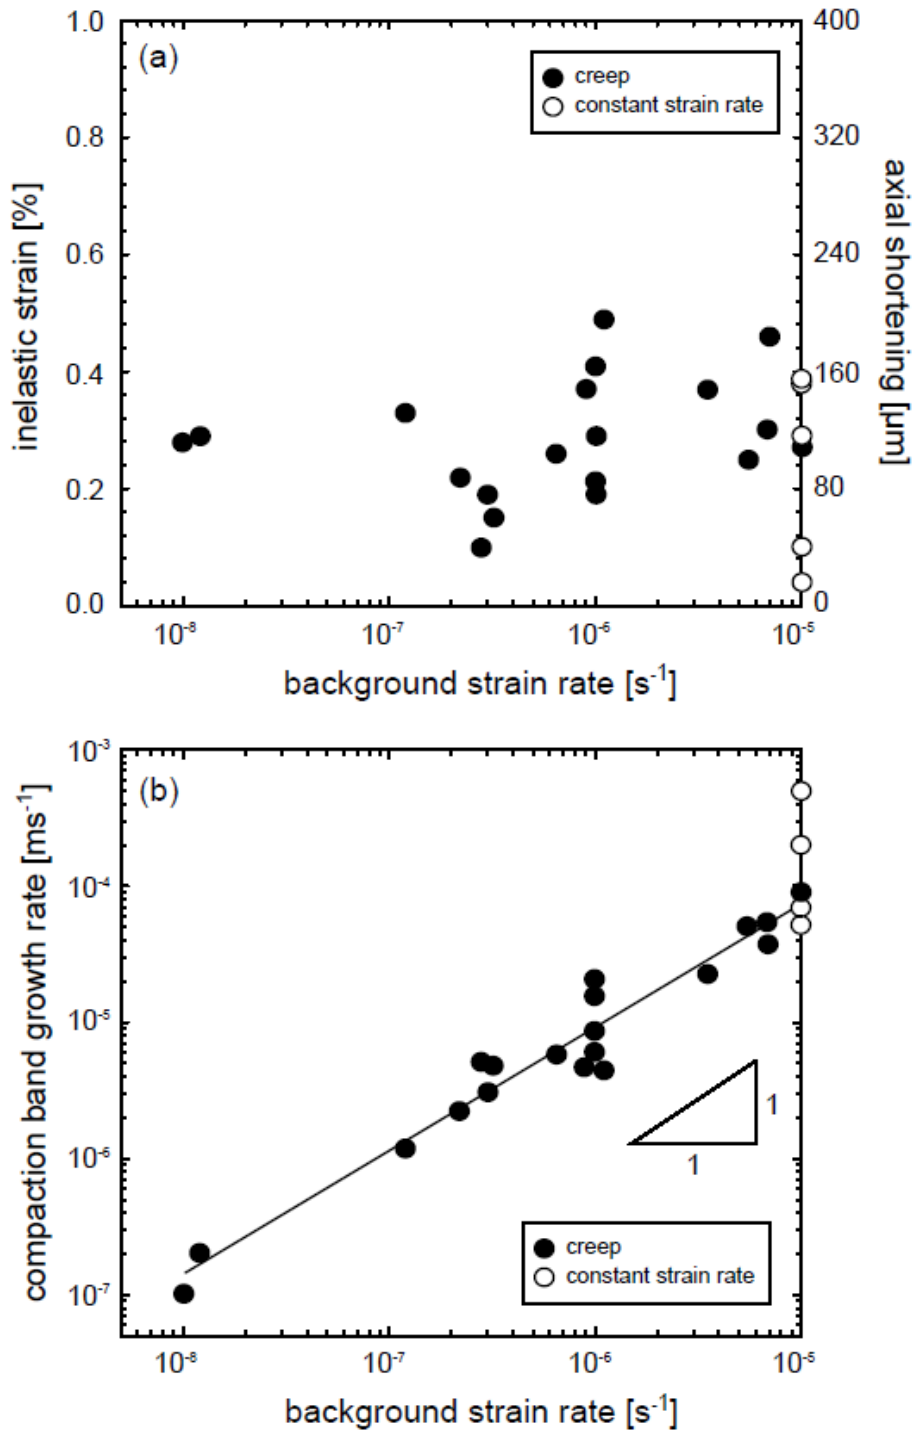 (a)
creep
constant strain rate
1.0
0.8
0.6
0.4
0.2
0.0
inelastic strain [%]
400
320
240
160
80
0
axial shortening [µm]
10⁻⁸ 10⁻⁷ 10⁻⁶ 10⁻⁵
background strain rate [s⁻¹]
(b)
10⁻³
10⁻⁴
10⁻⁵
10⁻⁶
10⁻⁷
compaction band growth rate [ms⁻¹]
1
1
creep
constant strain rate
10⁻⁸ 10⁻⁷ 10⁻⁶ 10⁻⁵
background strain rate [s⁻¹]